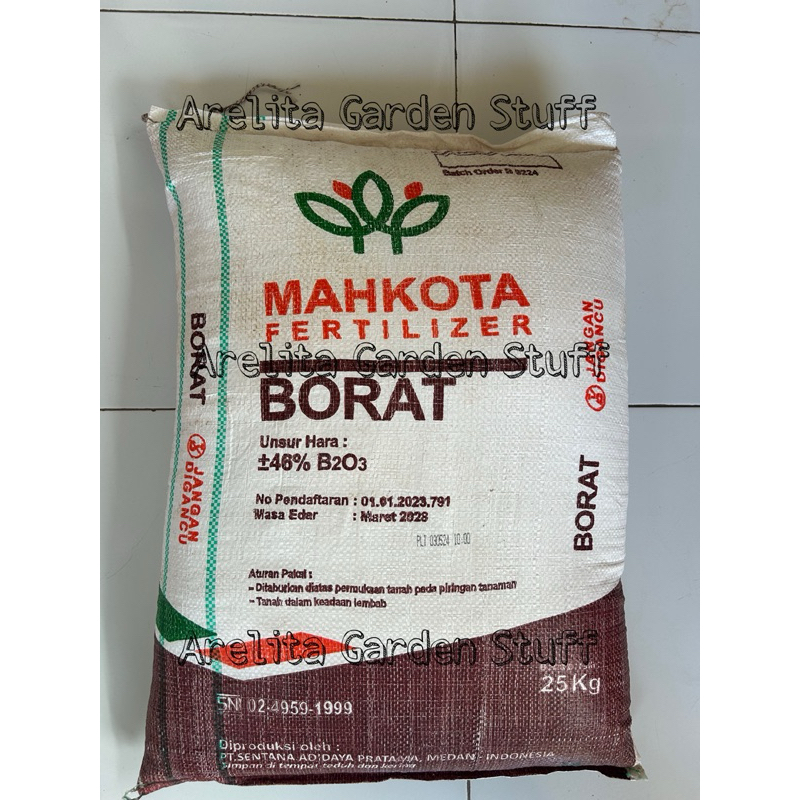 Arelita Garden Stuff
Batch Order B 0224
MAHKOTA
FERTILIZER
Arelita Garden Stuff
BORAT
Unsur Hara :
±46% B2O3
No Pendaftaran : 01.01.2023.791
Masa Edar : Maret 2028
PLI 030524 10:00
Aturan Pakai :
- Ditaburkan diatas permukaan tanah pada piringan tanaman
- Tanah dalam keadaan lembab
BORAT
JANGAN
DIGANCU
JANGAN
DIGANCU
BORAT
Arelita Garden Stuff
25Kg
SNI 02-4959-1999
Diproduksi oleh :
PT.SENTANA ADIDAYA PRATAMA, MEDAN - INDONESIA
Simpan di tempat teduh dan kering